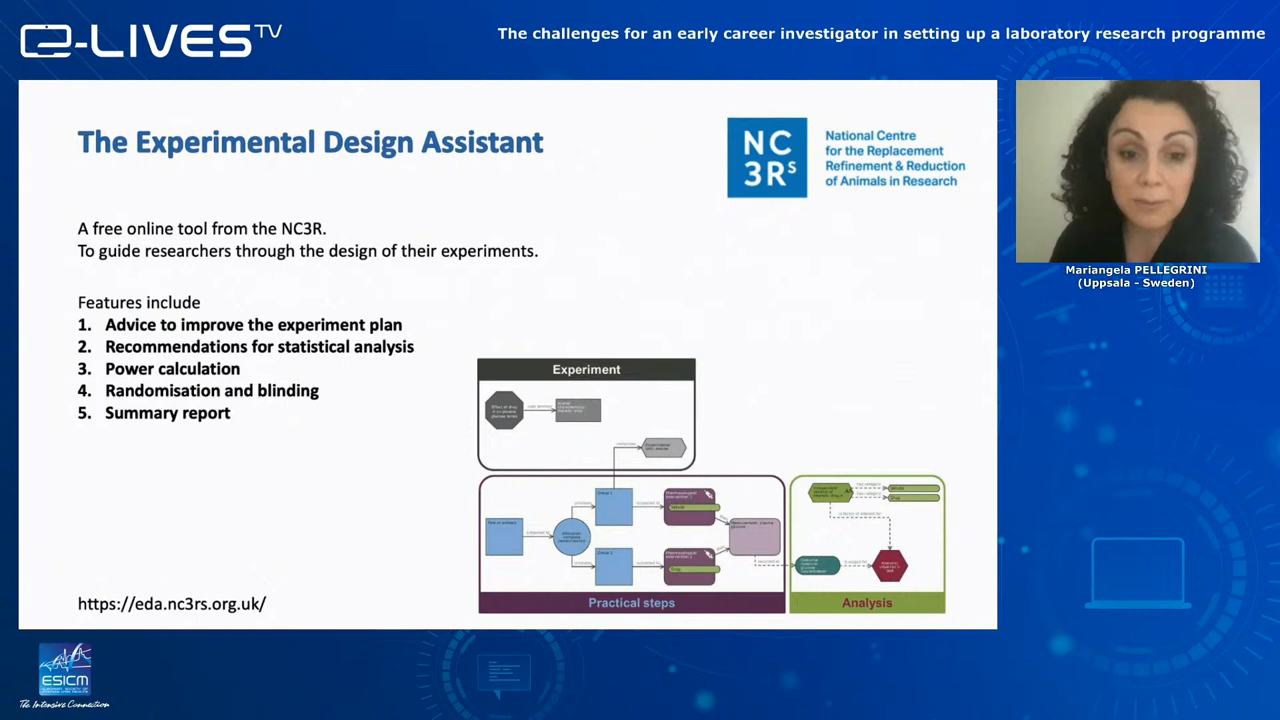 e-LIVES TV
The challenges for an early career investigator in setting up a laboratory research programme
The Experimental Design Assistant
NC
3Rs
National Centre
for the Replacement
Refinement & Reduction
of Animals in Research
A free online tool from the NC3R.
To guide researchers through the design of their experiments.
Features include
1. Advice to improve the experiment plan
2. Recommendations for statistical analysis
3. Power calculation
4. Randomisation and blinding
5. Summary report
Experiment
Group 1
Group 2
Practical steps
Analysis
https://eda.nc3rs.org.uk/
Mariangela PELLEGRINI
(Uppsala - Sweden)
ESICM
The Intensive Connection